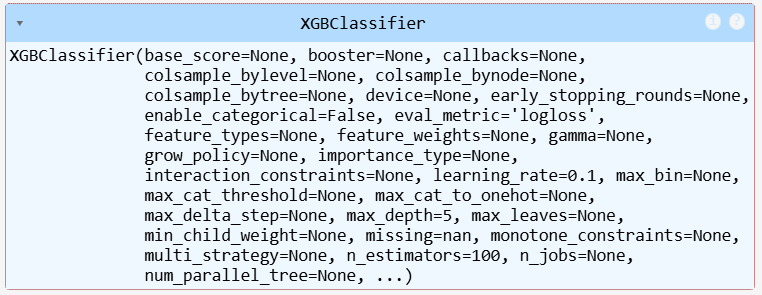 XGBClassifier
XGBClassifier(base_score=None, booster=None, callbacks=None,
colsample_bylevel=None, colsample_bynode=None,
colsample_bytree=None, device=None, early_stopping_rounds=None,
enable_categorical=False, eval_metric='logloss',
feature_types=None, feature_weights=None, gamma=None,
grow_policy=None, importance_type=None,
interaction_constraints=None, learning_rate=0.1, max_bin=None,
max_cat_threshold=None, max_cat_to_onehot=None,
max_delta_step=None, max_depth=5, max_leaves=None,
min_child_weight=None, missing=nan, monotone_constraints=None,
multi_strategy=None, n_estimators=100, n_jobs=None,
num_parallel_tree=None, ...)